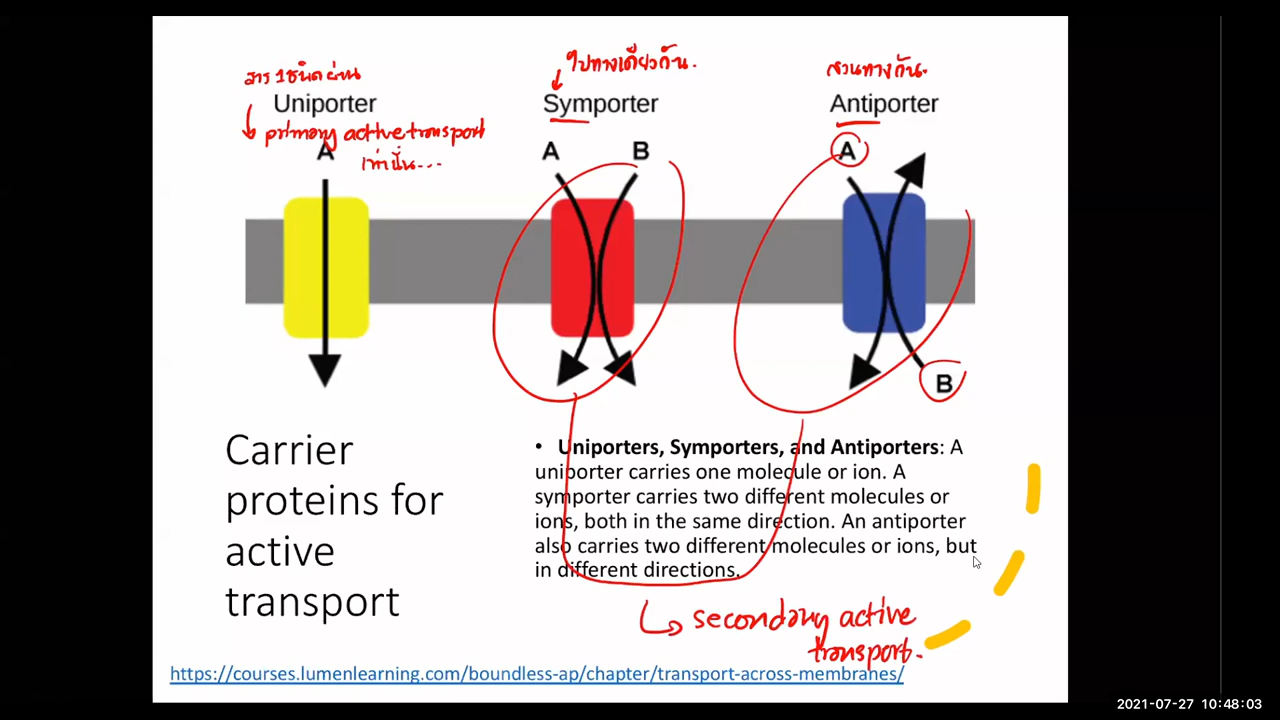 สาร 1ชนิดผ่าน
Uniporter
primary active transport
เท่านั้น...
A
ไปทางเดียวกัน.
Symporter
A B
สวนทางกัน.
Antiporter
A
B
Carrier
proteins for
active
transport
• Uniporters, Symporters, and Antiporters: A
uniporter carries one molecule or ion. A
symporter carries two different molecules or
ions, both in the same direction. An antiporter
also carries two different molecules or ions, but
in different directions.
secondary active
transport.
https://courses.lumenlearning.com/boundless-ap/chapter/transport-across-membranes/
2021-07-27 10:48:03